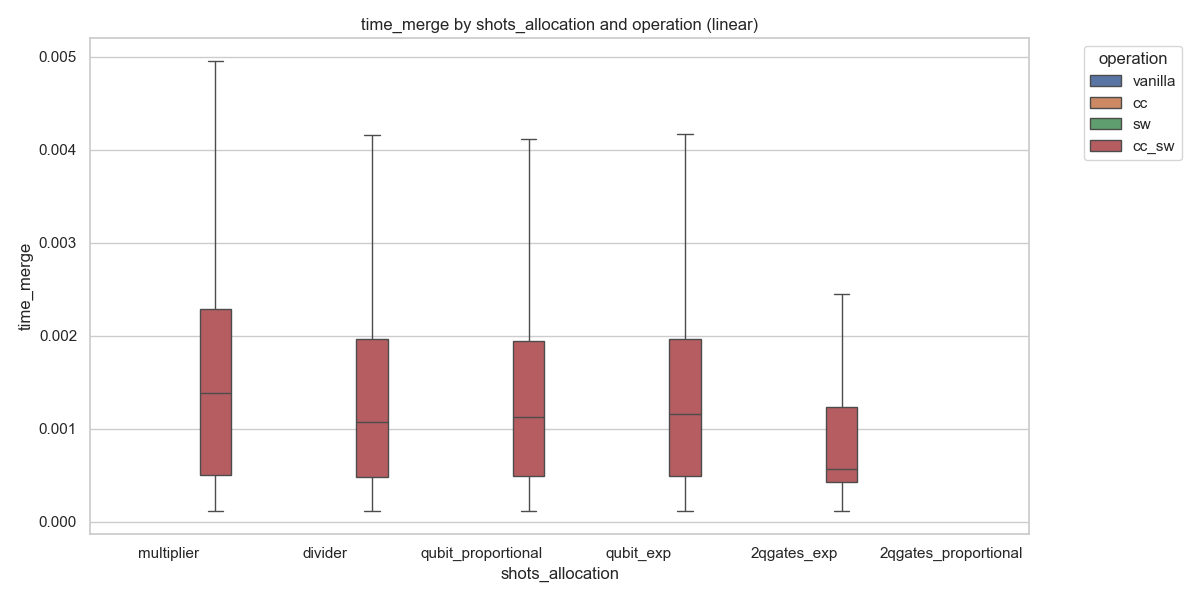 time_merge by shots_allocation and operation (linear)
operation
vanilla
cc
sw
cc_sw
time_merge
0.005
0.004
0.003
0.002
0.001
0.000
multiplier
divider
qubit_proportional
qubit_exp
2qgates_exp
2qgates_proportional
shots_allocation